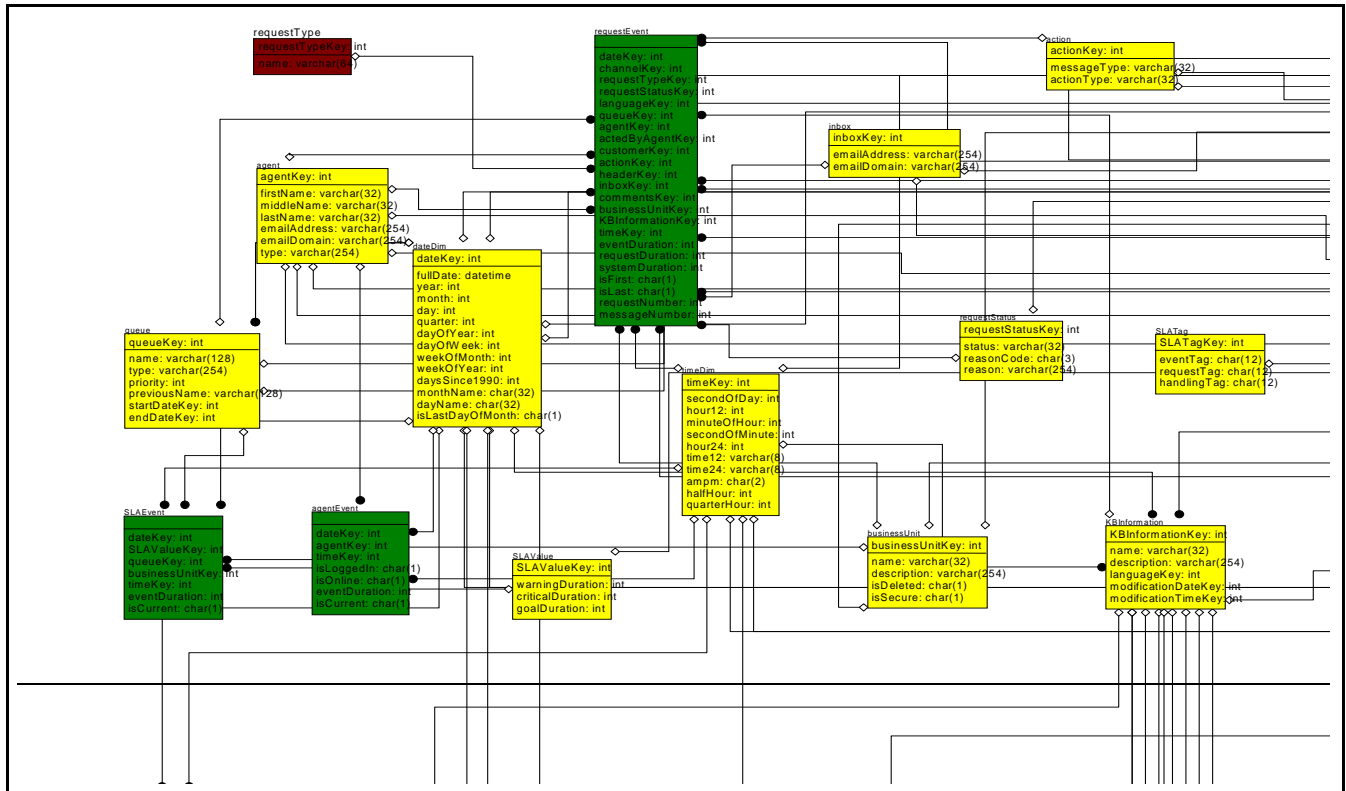 requestType
requestTypeKey: int
name: varchar(64)
requestEvent
dateKey: int
channelKey: int
requestTypeKey: int
requestStatusKey: int
languageKey: int
queueKey: int
agentKey: int
actedByAgentKey: int
customerKey: int
actionKey: int
headerKey: int
inboxKey: int
commentsKey: int
businessUnitKey: int
KBInformationKey: int
timeKey: int
eventDuration: int
requestDuration: int
systemDuration: int
isFirst: char(1)
isLast: char(1)
requestNumber: int
messageNumber: int
action
actionKey: int
messageType: varchar(32)
actionType: varchar(32)
inbox
inboxKey: int
emailAddress: varchar(254)
emailDomain: varchar(254)
agent
agentKey: int
firstName: varchar(32)
middleName: varchar(32)
lastName: varchar(32)
emailAddress: varchar(254)
emailDomain: varchar(254)
type: varchar(254)
dateDim
dateKey: int
fullDate: datetime
year: int
month: int
day: int
quarter: int
dayOfYear: int
dayOfWeek: int
weekOfMonth: int
weekOfYear: int
daysSince1990: int
monthName: char(32)
dayName: char(32)
isLastDayOfMonth: char(1)
queue
queueKey: int
name: varchar(128)
type: varchar(254)
priority: int
previousName: varchar(128)
startDateKey: int
endDateKey: int
requestStatus
requestStatusKey: int
status: varchar(32)
reasonCode: char(3)
reason: varchar(254)
SLATag
SLATagKey: int
eventTag: char(12)
requestTag: char(12)
handlingTag: char(12)
timeDim
timeKey: int
secondOfDay: int
hour12: int
minuteOfHour: int
secondOfMinute: int
hour24: int
time12: varchar(8)
time24: varchar(8)
ampm: char(2)
halfHour: int
quarterHour: int
SLAEvent
dateKey: int
SLAValueKey: int
queueKey: int
businessUnitKey: int
timeKey: int
eventDuration: int
isCurrent: char(1)
agentEvent
dateKey: int
agentKey: int
timeKey: int
isLoggedIn: char(1)
isOnline: char(1)
eventDuration: int
isCurrent: char(1)
SLAValue
SLAValueKey: int
warningDuration: int
criticalDuration: int
goalDuration: int
businessUnit
businessUnitKey: int
name: varchar(32)
description: varchar(254)
isDeleted: char(1)
isSecure: char(1)
KBInformation
KBInformationKey: int
name: varchar(32)
description: varchar(254)
languageKey: int
modificationDateKey: int
modificationTimeKey: int